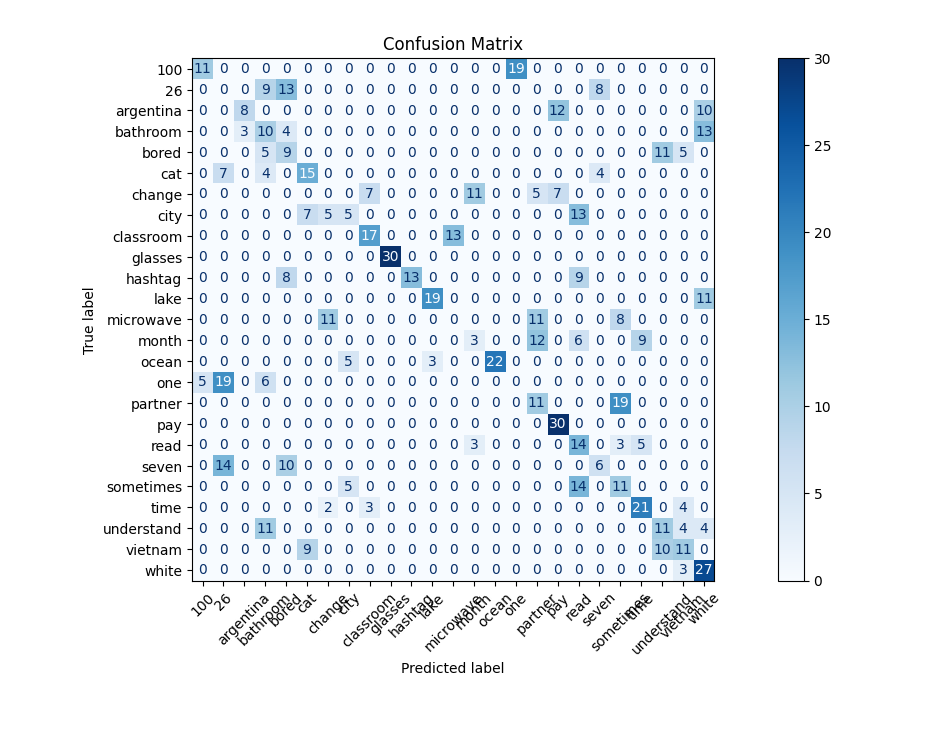 Confusion Matrix
100 11 0 0 0 0 0 0 0 0 0 0 0 0 0 0 19 0 0 0 0 0 0 0 0 0
26 0 0 0 9 13 0 0 0 0 0 0 0 0 0 0 0 0 0 0 8 0 0 0 0 0
argentina 0 0 8 0 0 0 0 0 0 0 0 0 0 0 0 0 0 12 0 0 0 0 0 0 10
bathroom 0 0 3 10 4 0 0 0 0 0 0 0 0 0 0 0 0 0 0 0 0 0 0 0 13
bored 0 0 0 5 9 0 0 0 0 0 0 0 0 0 0 0 0 0 0 0 0 0 11 5 0
cat 0 7 0 4 0 15 0 0 0 0 0 0 0 0 0 0 0 0 0 4 0 0 0 0 0
change 0 0 0 0 0 0 0 0 7 0 0 0 0 11 0 0 5 7 0 0 0 0 0 0 0
city 0 0 0 0 0 7 5 5 0 0 0 0 0 0 0 0 0 0 13 0 0 0 0 0 0
classroom 0 0 0 0 0 0 0 0 17 0 0 0 13 0 0 0 0 0 0 0 0 0 0 0 0
glasses 0 0 0 0 0 0 0 0 0 30 0 0 0 0 0 0 0 0 0 0 0 0 0 0 0
hashtag 0 0 0 0 8 0 0 0 0 0 13 0 0 0 0 0 0 0 9 0 0 0 0 0 0
lake 0 0 0 0 0 0 0 0 0 0 0 19 0 0 0 0 0 0 0 0 0 0 0 0 11
microwave 0 0 0 0 0 0 11 0 0 0 0 0 0 0 0 0 11 0 0 0 8 0 0 0 0
month 0 0 0 0 0 0 0 0 0 0 0 0 0 3 0 0 12 0 6 0 0 9 0 0 0
ocean 0 0 0 0 0 0 0 5 0 0 0 3 0 0 22 0 0 0 0 0 0 0 0 0 0
one 5 19 0 6 0 0 0 0 0 0 0 0 0 0 0 0 0 0 0 0 0 0 0 0 0
partner 0 0 0 0 0 0 0 0 0 0 0 0 0 0 0 0 11 0 0 0 19 0 0 0 0
pay 0 0 0 0 0 0 0 0 0 0 0 0 0 0 0 0 0 30 0 0 0 0 0 0 0
read 0 0 0 0 0 0 0 0 0 0 0 0 0 3 0 0 0 0 14 0 3 5 0 0 0
seven 0 14 0 0 10 0 0 0 0 0 0 0 0 0 0 0 0 0 0 6 0 0 0 0 0
sometimes 0 0 0 0 0 0 0 5 0 0 0 0 0 0 0 0 0 0 14 0 11 0 0 0 0
time 0 0 0 0 0 0 2 0 3 0 0 0 0 0 0 0 0 0 0 0 0 21 0 4 0
understand 0 0 0 11 0 0 0 0 0 0 0 0 0 0 0 0 0 0 0 0 0 0 11 4 4
vietnam 0 0 0 0 0 9 0 0 0 0 0 0 0 0 0 0 0 0 0 0 0 0 10 11 0
white 0 0 0 0 0 0 0 0 0 0 0 0 0 0 0 0 0 0 0 0 0 0 0 3 27
100 26 argentina bathroom bored cat change city classroom glasses hashtag lake microwave month ocean one partner pay read seven sometimes time understand vietnam white
Predicted label
True label
30
25
20
15
10
5
0